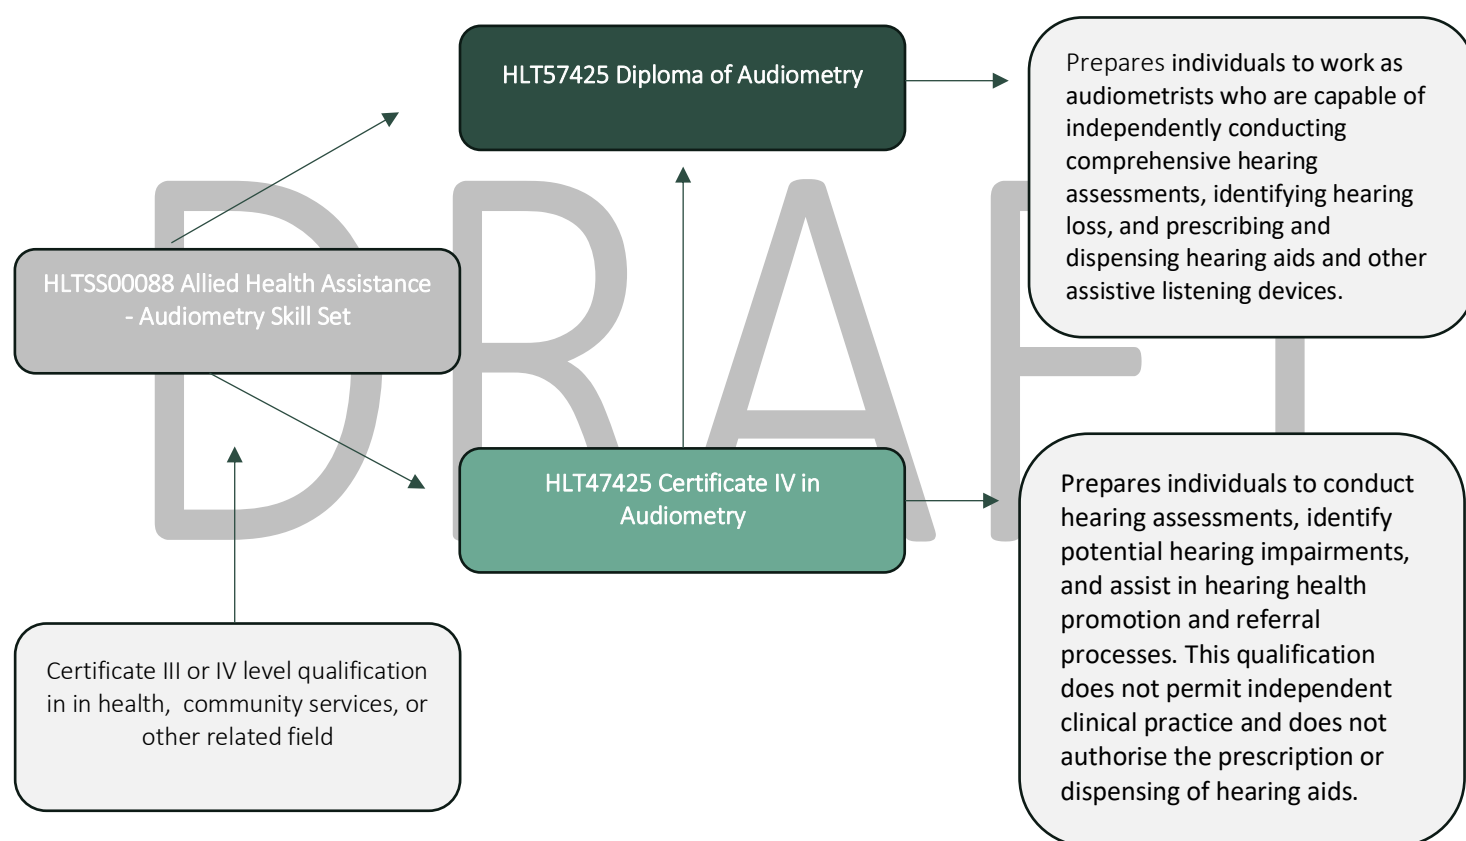 HLT57425 Diploma of Audiometry
Prepares individuals to work as
audiometrists who are capable of
independently conducting
comprehensive hearing
assessments, identifying hearing
loss, and prescribing and
dispensing hearing aids and other
assistive listening devices.
DRAFT
HLTSS00088 Allied Health Assistance
- Audiometry Skill Set
HLT47425 Certificate IV in
Audiometry
Prepares individuals to conduct
hearing assessments, identify
potential hearing impairments,
and assist in hearing health
promotion and referral
processes. This qualification
does not permit independent
clinical practice and does not
authorise the prescription or
dispensing of hearing aids.
Certificate III or IV level qualification
in in health, community services, or
other related field